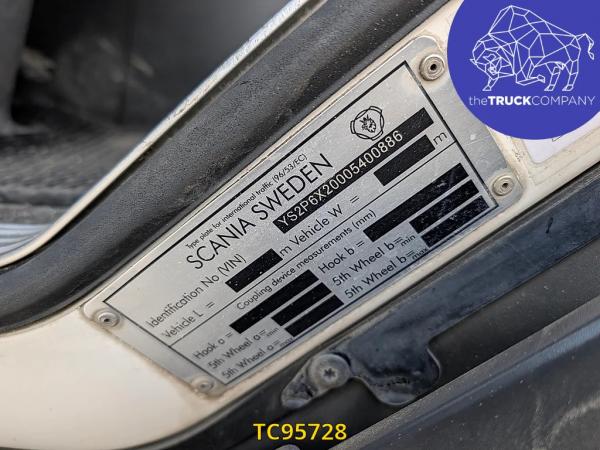 theTRUCKCOMPANY
Type plate for international traffic (96/53/EC)
SCANIA SWEDEN
Identification No (VIN) YS2P6X20005400886
Vehicle L = m Vehicle W = m
Coupling device measurements (mm)
Hook a = Hook b =
5th Wheel a = min 5th Wheel b = min
5th Wheel a = max 5th Wheel b = max
TC95728